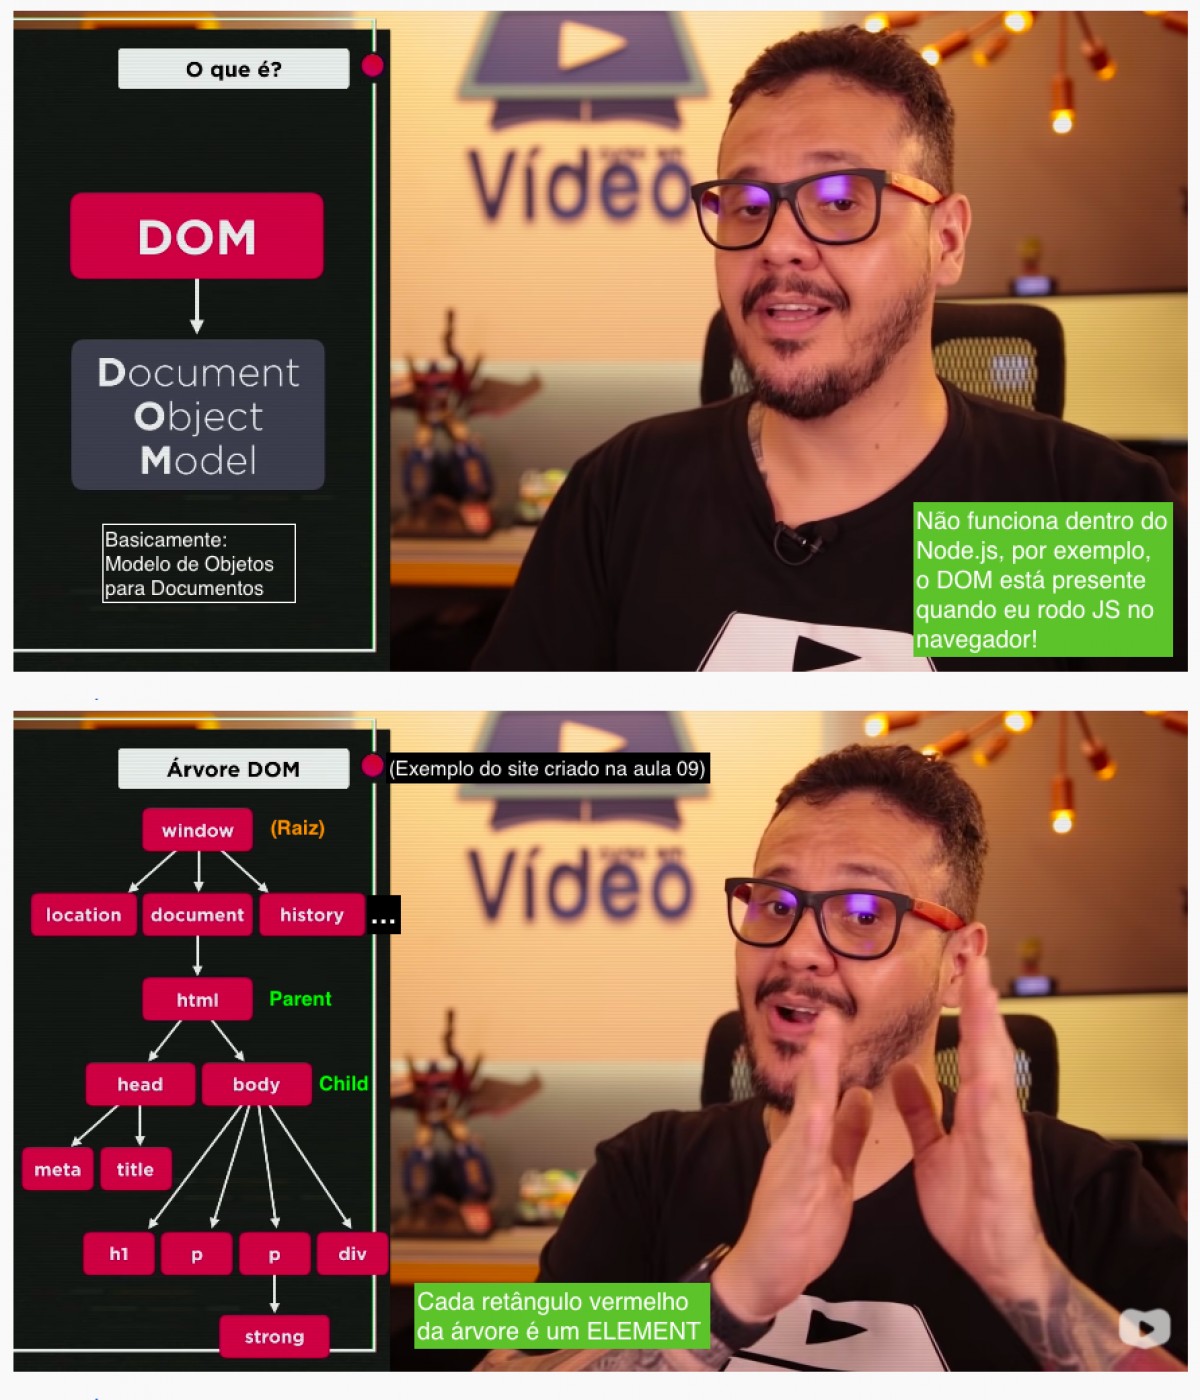 O que é?
DOM
Document
Object
Model
Basicamente:
Modelo de Objetos
para Documentos
Vídeo
Não funciona dentro do
Node.js, por exemplo,
o DOM está presente
quando eu rodo JS no
navegador!
Árvore DOM
(Exemplo do site criado na aula 09)
window
(Raiz)
location
document
history
...
html
Parent
head
body
Child
meta
title
h1
p
p
div
strong
Vídeo
Cada retângulo vermelho
da árvore é um ELEMENT